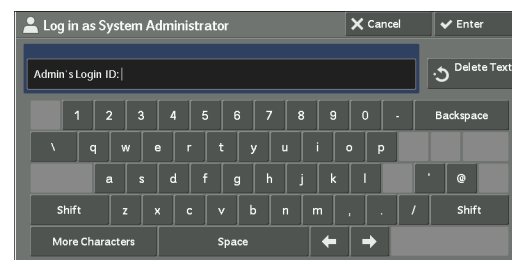 Log in as System Administrator Cancel Enter
Admin's Login ID: Delete Text
1 2 3 4 5 6 7 8 9 0 - Backspace
\ q w e r t y u i o p
a s d f g h j k l ' @
Shift z x c v b n m , . / Shift
More Characters Space